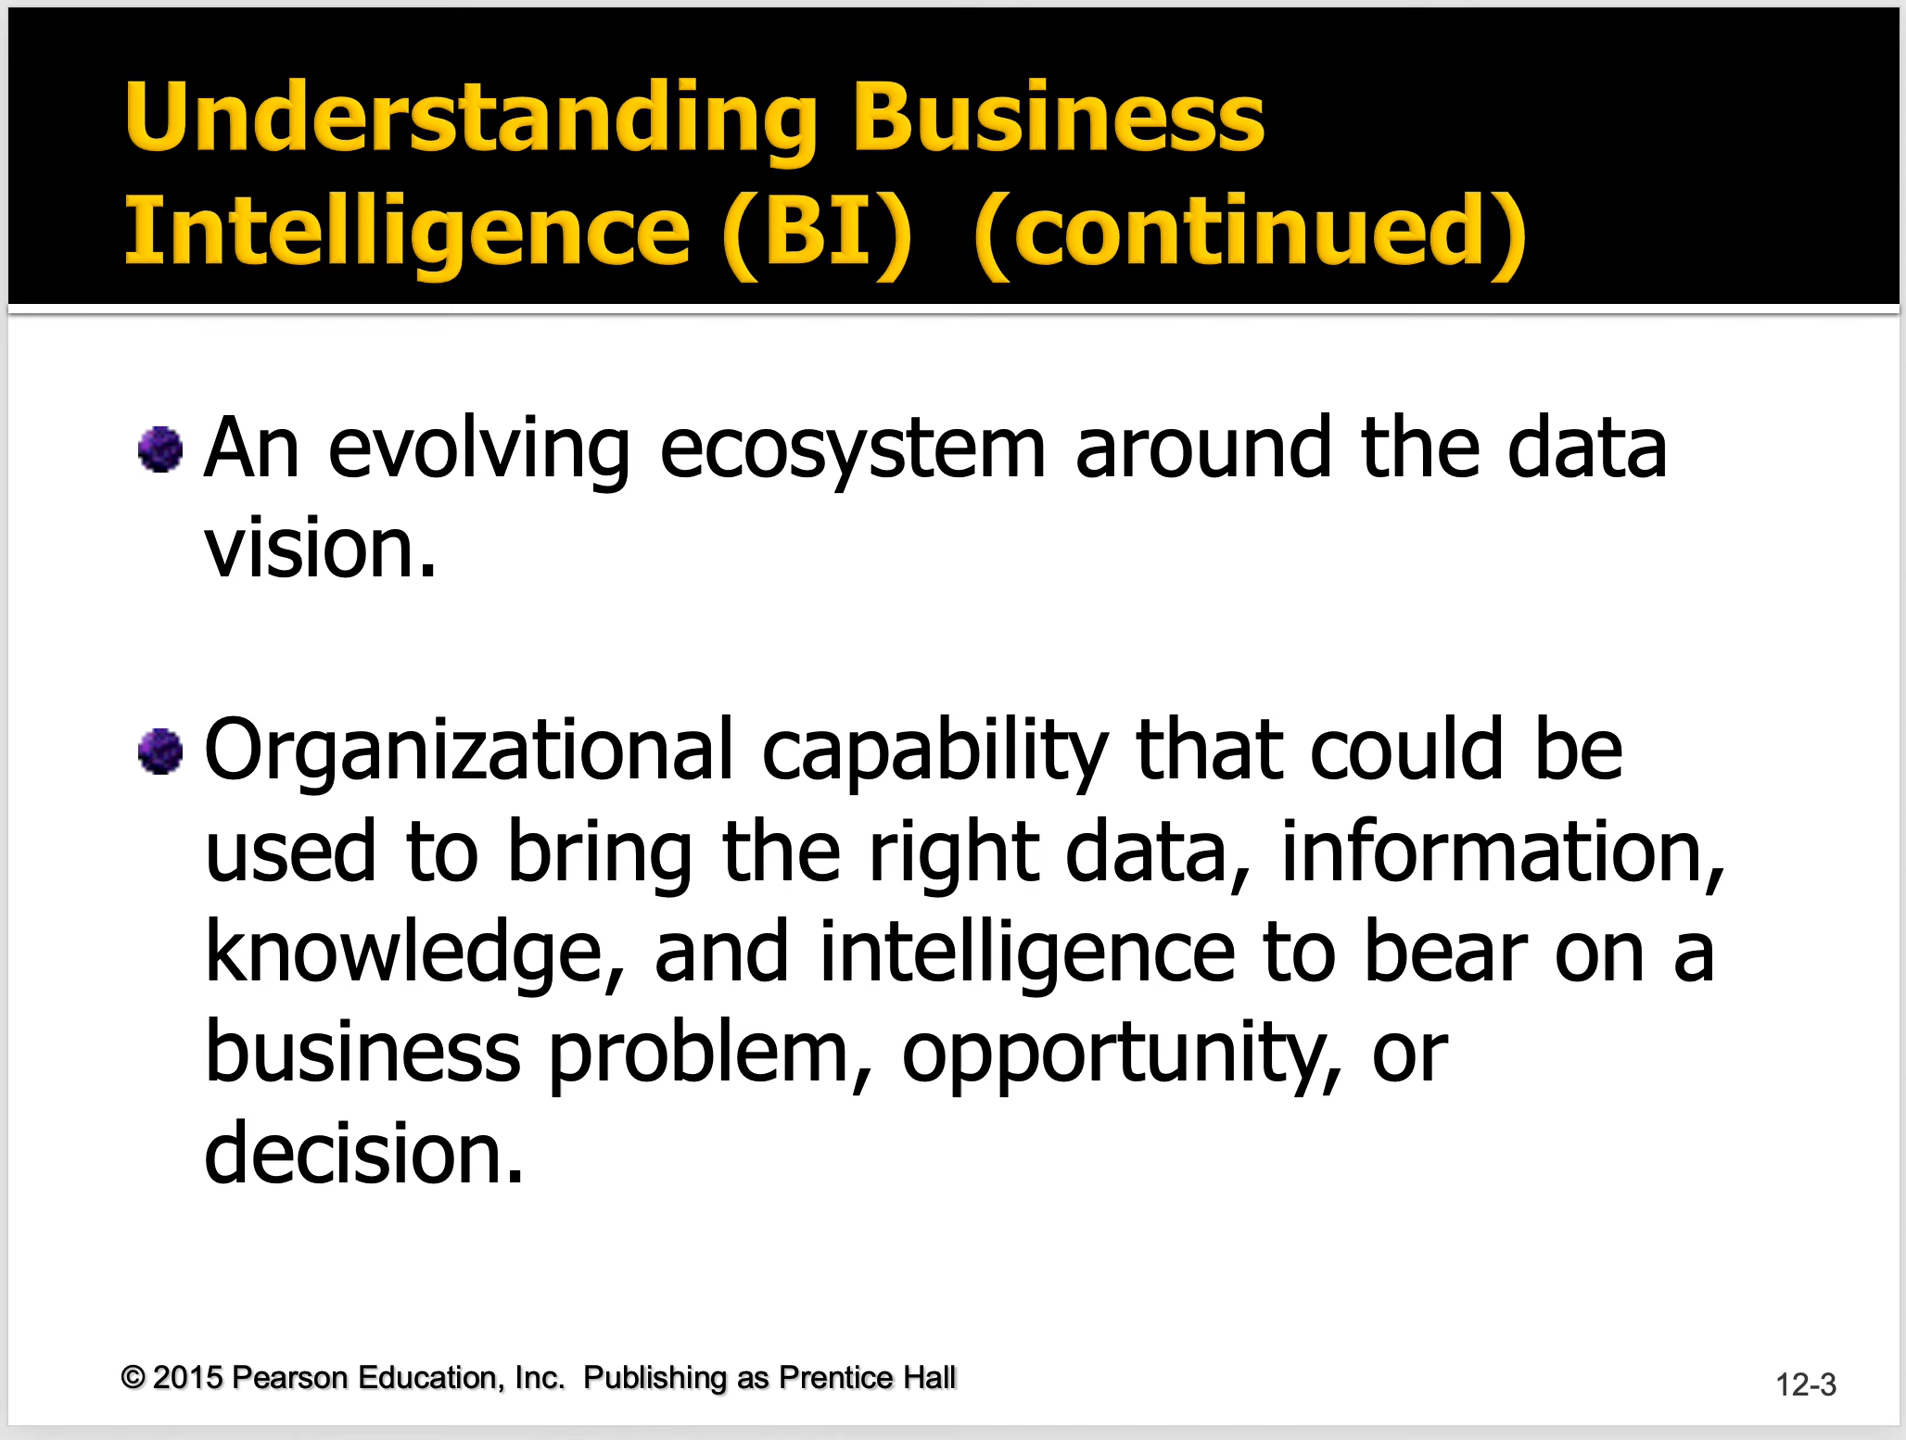 Understanding Business
Intelligence (BI)  (continued)
An evolving ecosystem around the data
vision.
Organizational capability that could be
used to bring the right data, information,
knowledge, and intelligence to bear on a
business problem, opportunity, or
decision.
© 2015 Pearson Education, Inc.  Publishing as Prentice Hall
12-3